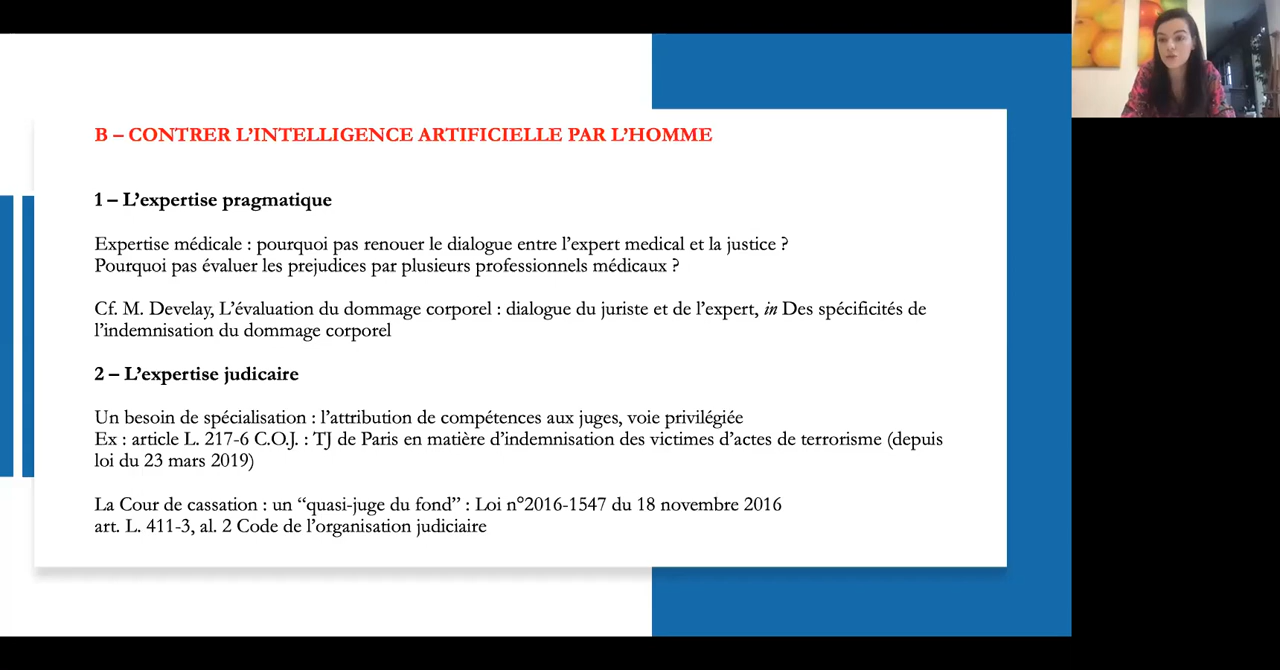 B – CONTRER L’INTELLIGENCE ARTIFICIELLE PAR L’HOMME
1 – L’expertise pragmatique
Expertise médicale : pourquoi pas renouer le dialogue entre l’expert medical et la justice ?
Pourquoi pas évaluer les prejudices par plusieurs professionnels médicaux ?
Cf. M. Develay, L’évaluation du dommage corporel : dialogue du juriste et de l’expert, in Des spécificités de
l’indemnisation du dommage corporel
2 – L’expertise judicaire
Un besoin de spécialisation : l’attribution de compétences aux juges, voie privilégiée
Ex : article L. 217-6 C.O.J. : TJ de Paris en matière d’indemnisation des victimes d’actes de terrorisme (depuis
loi du 23 mars 2019)
La Cour de cassation : un “quasi-juge du fond” : Loi n°2016-1547 du 18 novembre 2016
art. L. 411-3, al. 2 Code de l’organisation judiciaire